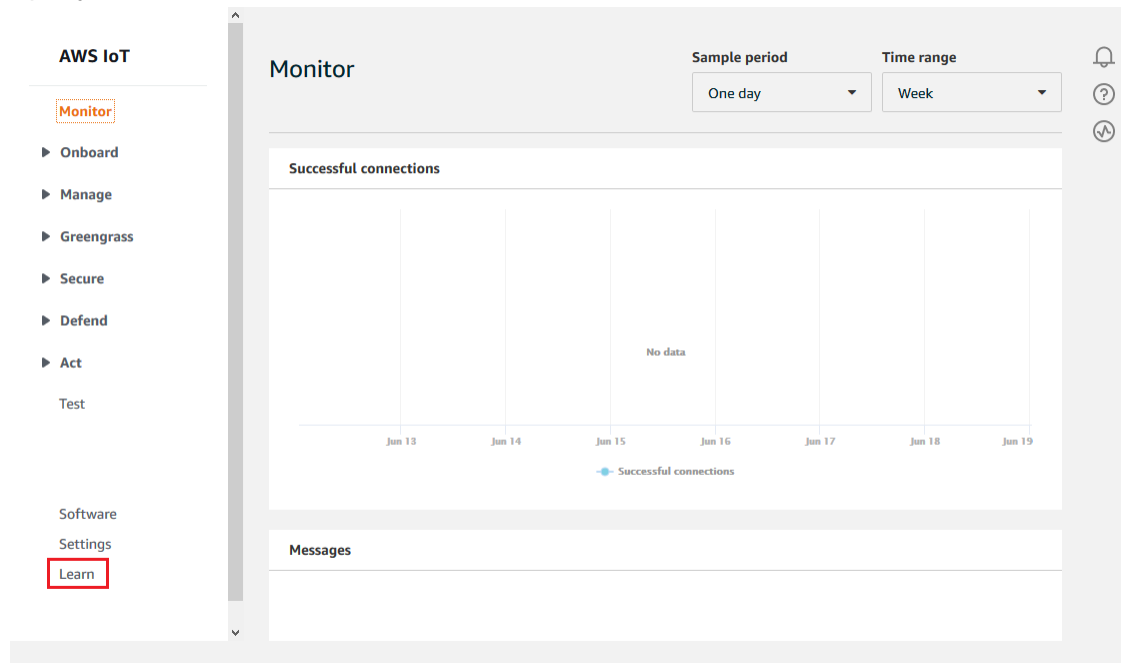 AWS IoT
Monitor
Onboard
Manage
Greengrass
Secure
Defend
Act
Test
Software
Settings
Learn
Monitor
Sample period
One day
Time range
Week
Successful connections
No data
Jun 13 Jun 14 Jun 15 Jun 16 Jun 17 Jun 18 Jun 19
Successful connections
Messages